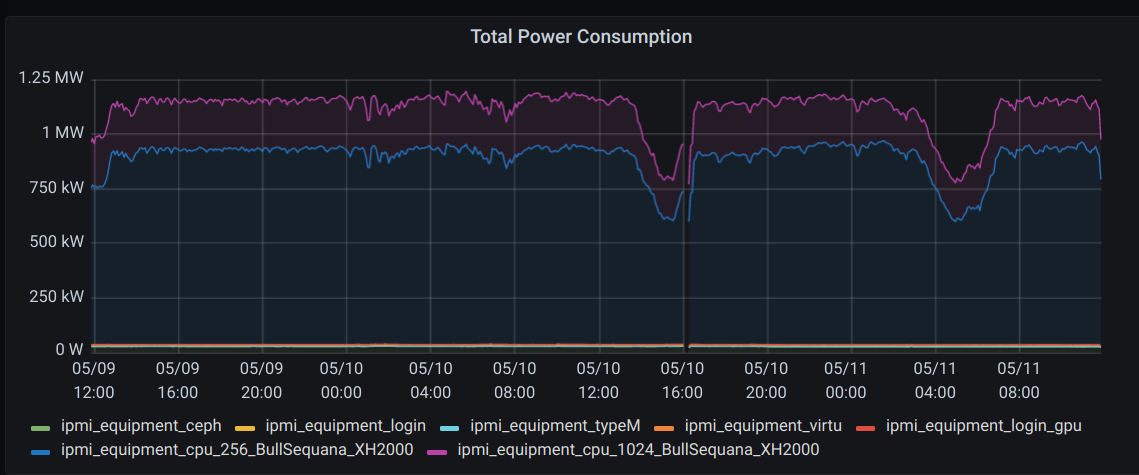 Total Power Consumption
1.25 MW
1 MW
750 kW
500 kW
250 kW
0 W
05/09 05/09 05/09 05/10 05/10 05/10 05/10 05/10 05/10 05/11 05/11 05/11
12:00 16:00 20:00 00:00 04:00 08:00 12:00 16:00 20:00 00:00 04:00 08:00
ipmi_equipment_ceph ipmi_equipment_login ipmi_equipment_typeM ipmi_equipment_virtu ipmi_equipment_login_gpu
ipmi_equipment_cpu_256_BullSequana_XH2000 ipmi_equipment_cpu_1024_BullSequana_XH2000